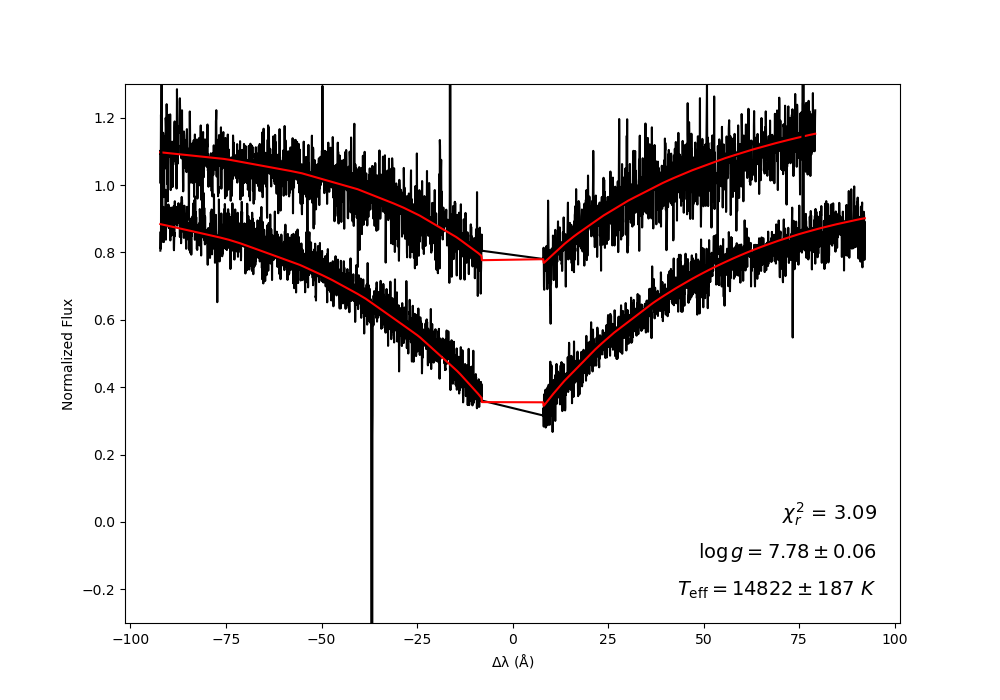 1.2
1.0
0.8
0.6
0.4
0.2
0.0
−0.2
Normalized Flux
χ²ᵣ = 3.09
log g = 7.78 ± 0.06
T_eff = 14822 ± 187 K
−100 −75 −50 −25 0 25 50 75 100
Δλ (Å)